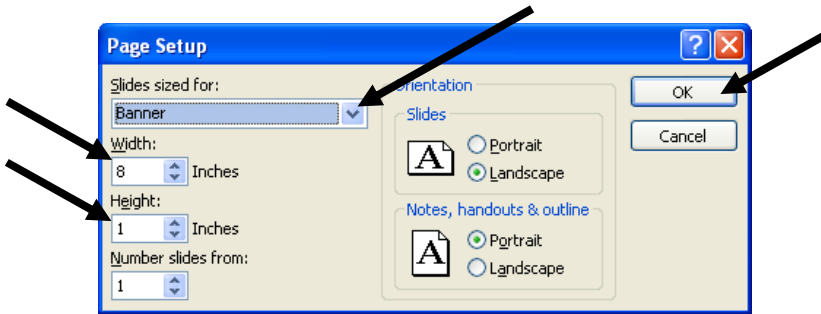 Page Setup
Slides sized for:
Banner
Width:
8 Inches
Height:
1 Inches
Number slides from:
1
Orientation
Slides
A
Portrait
Landscape
Notes, handouts & outline
A
Portrait
Landscape
?
OK
Cancel